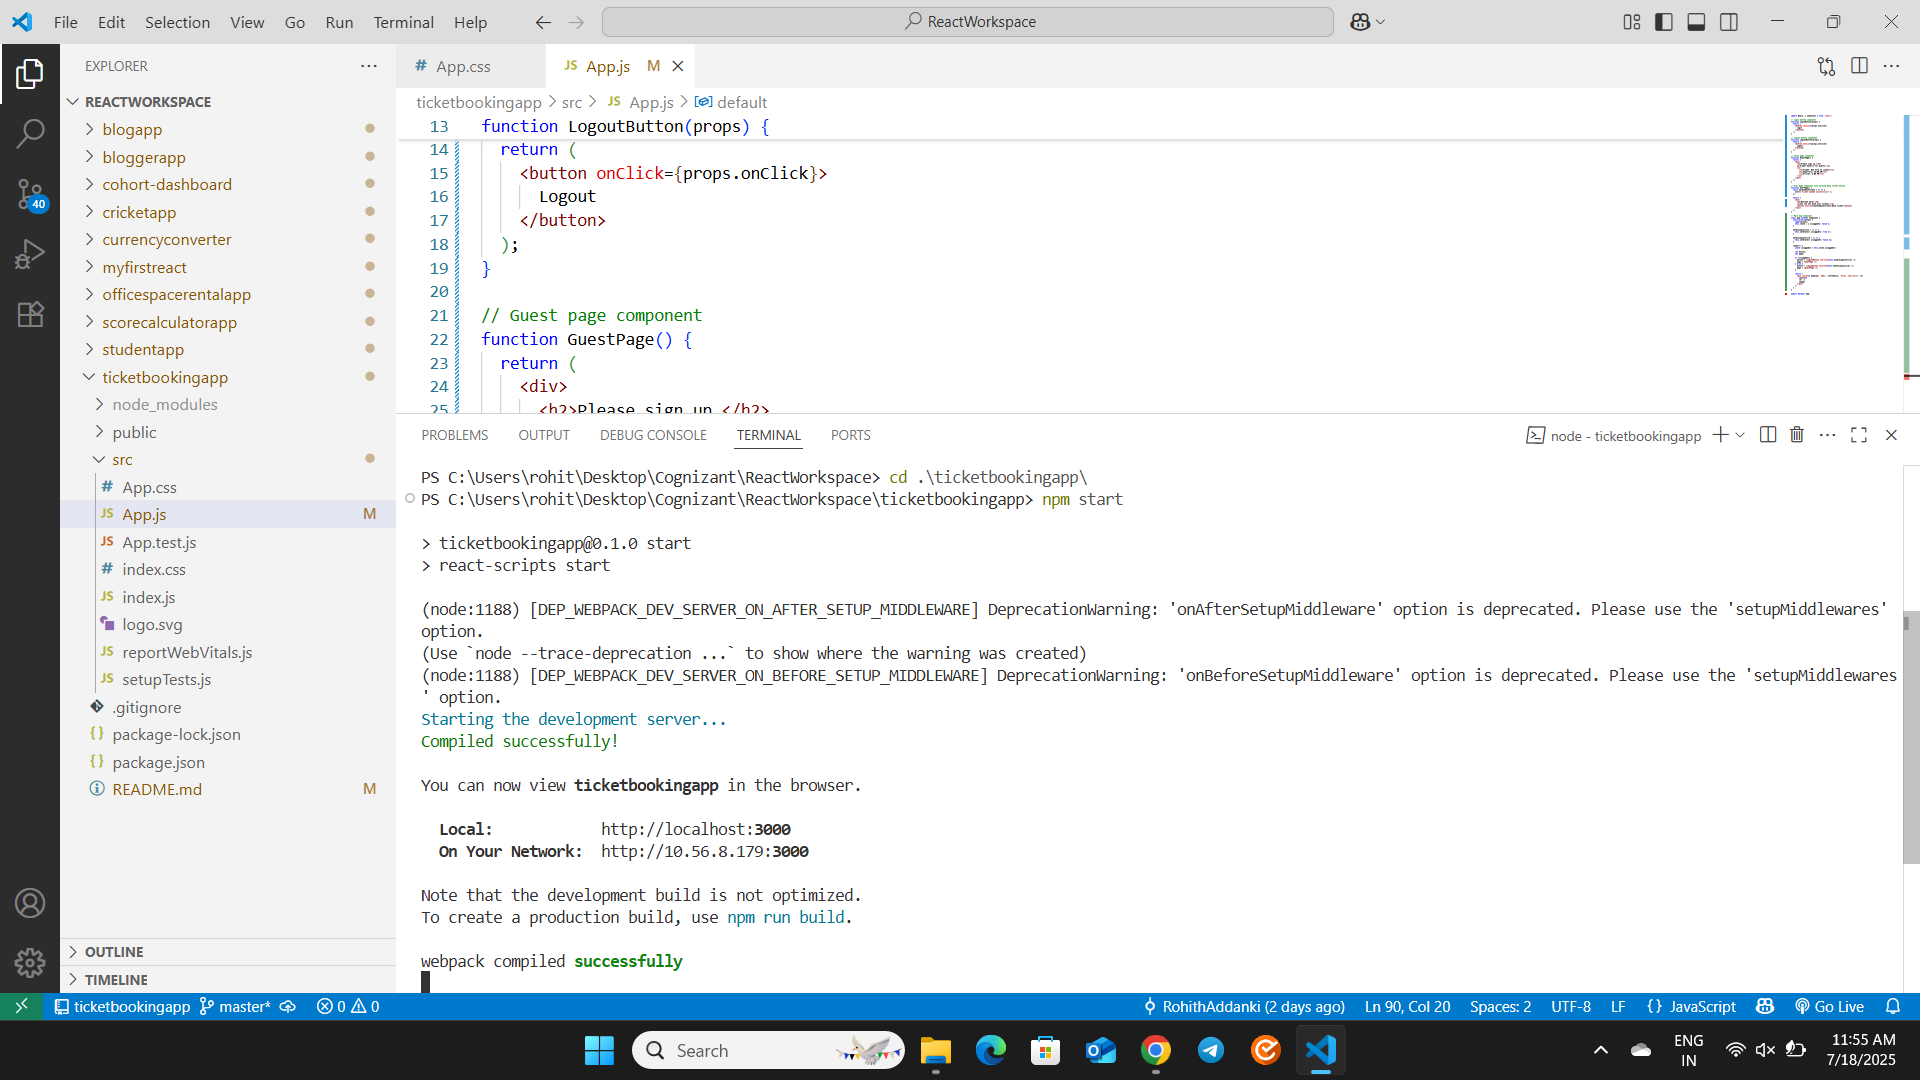 File Edit Selection View Go Run Terminal Help
ReactWorkspace
EXPLORER
REACTWORKSPACE
blogapp
bloggerapp
cohort-dashboard
40
cricketapp
currencyconverter
myfirstreact
officespacerentalapp
scorecalculatorapp
studentapp
ticketbookingapp
node_modules
public
src
# App.css
JS App.js M
JS App.test.js
# index.css
JS index.js
logo.svg
JS reportWebVitals.js
JS setupTests.js
.gitignore
{} package-lock.json
{} package.json
README.md M
OUTLINE
TIMELINE
# App.css
JS App.js M
ticketbookingapp > src > JS App.js > default
13 function LogoutButton(props) {
14 return (
15 <button onClick={props.onClick}>
16 Logout
17 </button>
18 );
19 }
20
21 // Guest page component
22 function GuestPage() {
23 return (
24 <div>
25 <h2>Please sign up.</h2>
PROBLEMS OUTPUT DEBUG CONSOLE TERMINAL PORTS
node - ticketbookingapp
PS C:\Users\rohit\Desktop\Cognizant\ReactWorkspace> cd .\ticketbookingapp\
PS C:\Users\rohit\Desktop\Cognizant\ReactWorkspace\ticketbookingapp> npm start
> ticketbookingapp@0.1.0 start
> react-scripts start
(node:1188) [DEP_WEBPACK_DEV_SERVER_ON_AFTER_SETUP_MIDDLEWARE] DeprecationWarning: 'onAfterSetupMiddleware' option is deprecated. Please use the 'setupMiddlewares'
option.
(Use `node --trace-deprecation ...` to show where the warning was created)
(node:1188) [DEP_WEBPACK_DEV_SERVER_ON_BEFORE_SETUP_MIDDLEWARE] DeprecationWarning: 'onBeforeSetupMiddleware' option is deprecated. Please use the 'setupMiddlewares
' option.
Starting the development server...
Compiled successfully!
You can now view ticketbookingapp in the browser.
Local: http://localhost:3000
On Your Network: http://10.56.8.179:3000
Note that the development build is not optimized.
To create a production build, use npm run build.
webpack compiled successfully
ticketbookingapp master* 0 0
RohithAddanki (2 days ago) Ln 90, Col 20 Spaces: 2 UTF-8 LF {} JavaScript Go Live
Search
ENG
IN
11:55 AM
7/18/2025